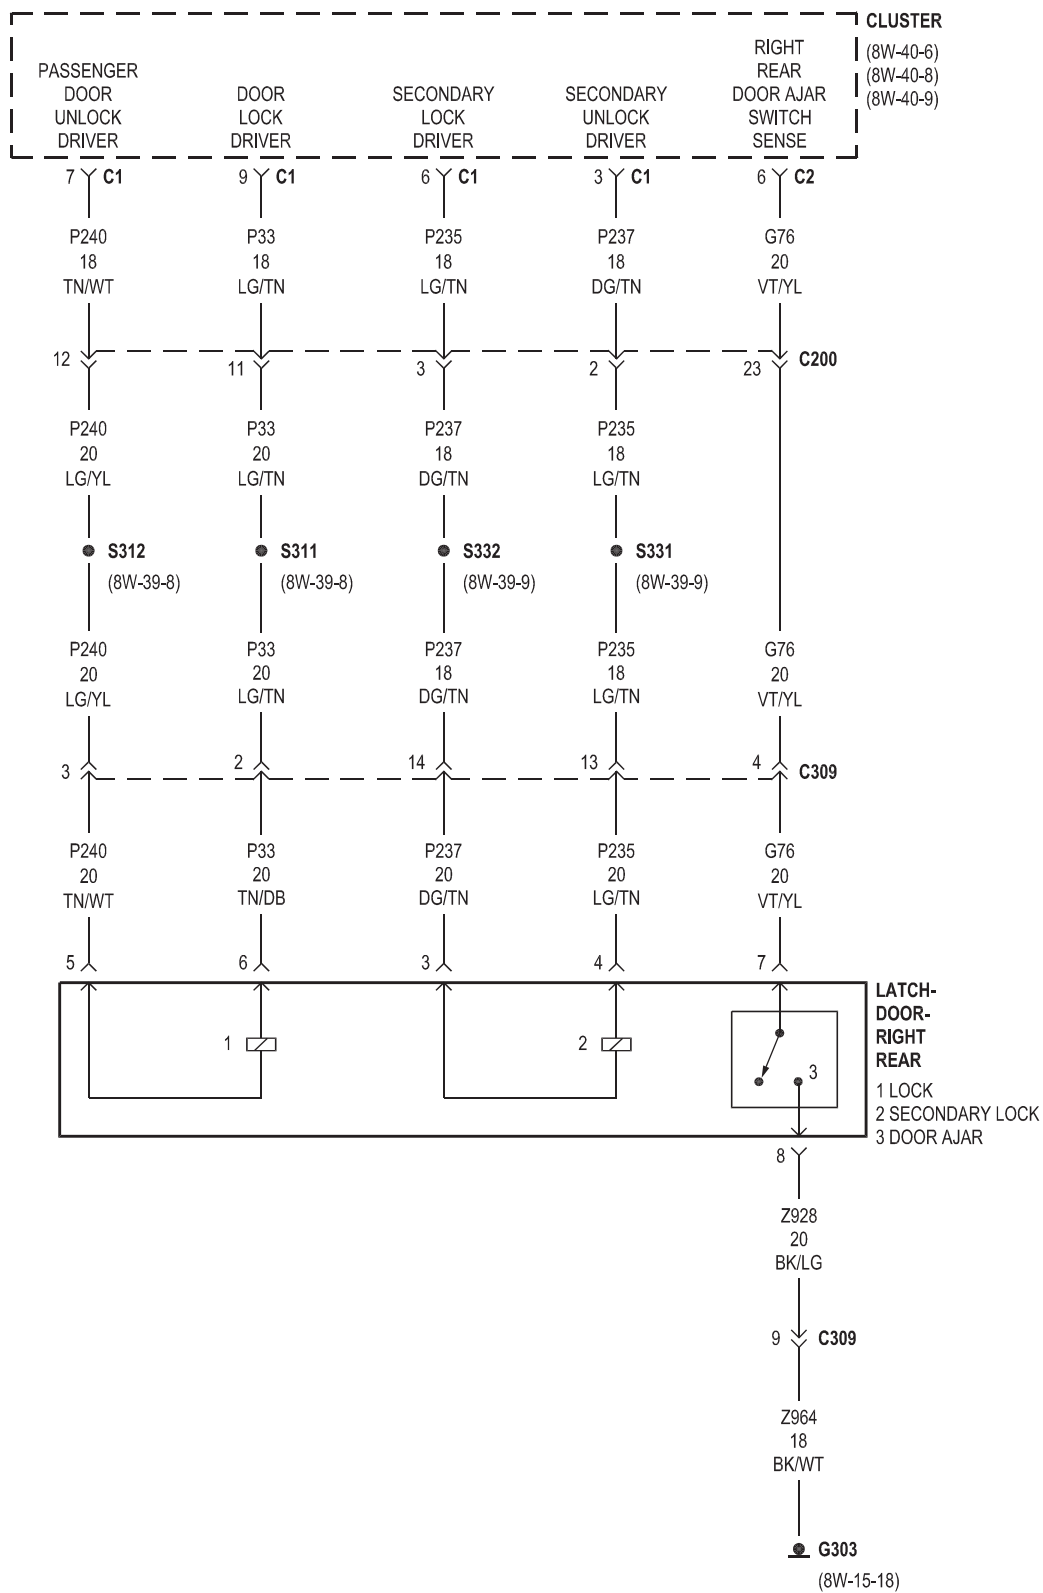 CLUSTER
(8W-40-6)
(8W-40-8)
(8W-40-9)
PASSENGER
DOOR
UNLOCK
DRIVER
DOOR
LOCK
DRIVER
SECONDARY
LOCK
DRIVER
SECONDARY
UNLOCK
DRIVER
RIGHT
REAR
DOOR AJAR
SWITCH
SENSE
7 C1 9 C1 6 C1 3 C1 6 C2
P240 P33 P235 P237 G76
18 18 18 18 20
TN/WT LG/TN LG/TN DG/TN VT/YL
12 11 3 2 23 C200
P240 P33 P237 P235
20 20 18 18
LG/YL LG/TN DG/TN LG/TN
S312 S311 S332 S331
(8W-39-8) (8W-39-8) (8W-39-9) (8W-39-9)
P240 P33 P237 P235 G76
20 20 18 18 20
LG/YL LG/TN DG/TN LG/TN VT/YL
3 2 14 13 4 C309
P240 P33 P237 P235 G76
20 20 20 20 20
TN/WT TN/DB DG/TN LG/TN VT/YL
5 6 3 4 7
LATCH-
DOOR-
RIGHT
REAR
1 LOCK
2 SECONDARY LOCK
3 DOOR AJAR
1 2 3
8
Z928
20
BK/LG
9 C309
Z964
18
BK/WT
G303
(8W-15-18)